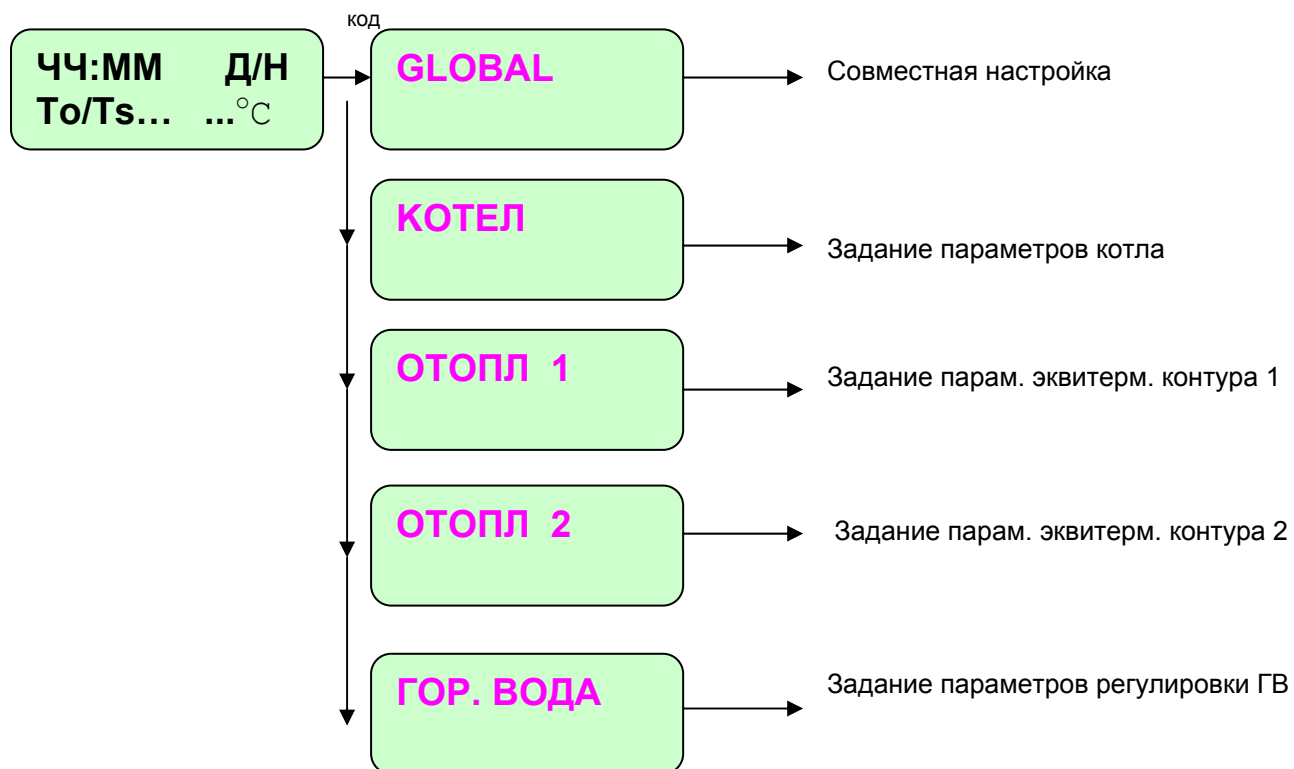 код
ЧЧ:ММ Д/Н
To/Ts... ...°C
GLOBAL
Совместная настройка
КОТЕЛ
Задание параметров котла
ОТОПЛ 1
Задание парам. эквитерм. контура 1
ОТОПЛ 2
Задание парам. эквитерм. контура 2
ГОР. ВОДА
Задание параметров регулировки ГВ